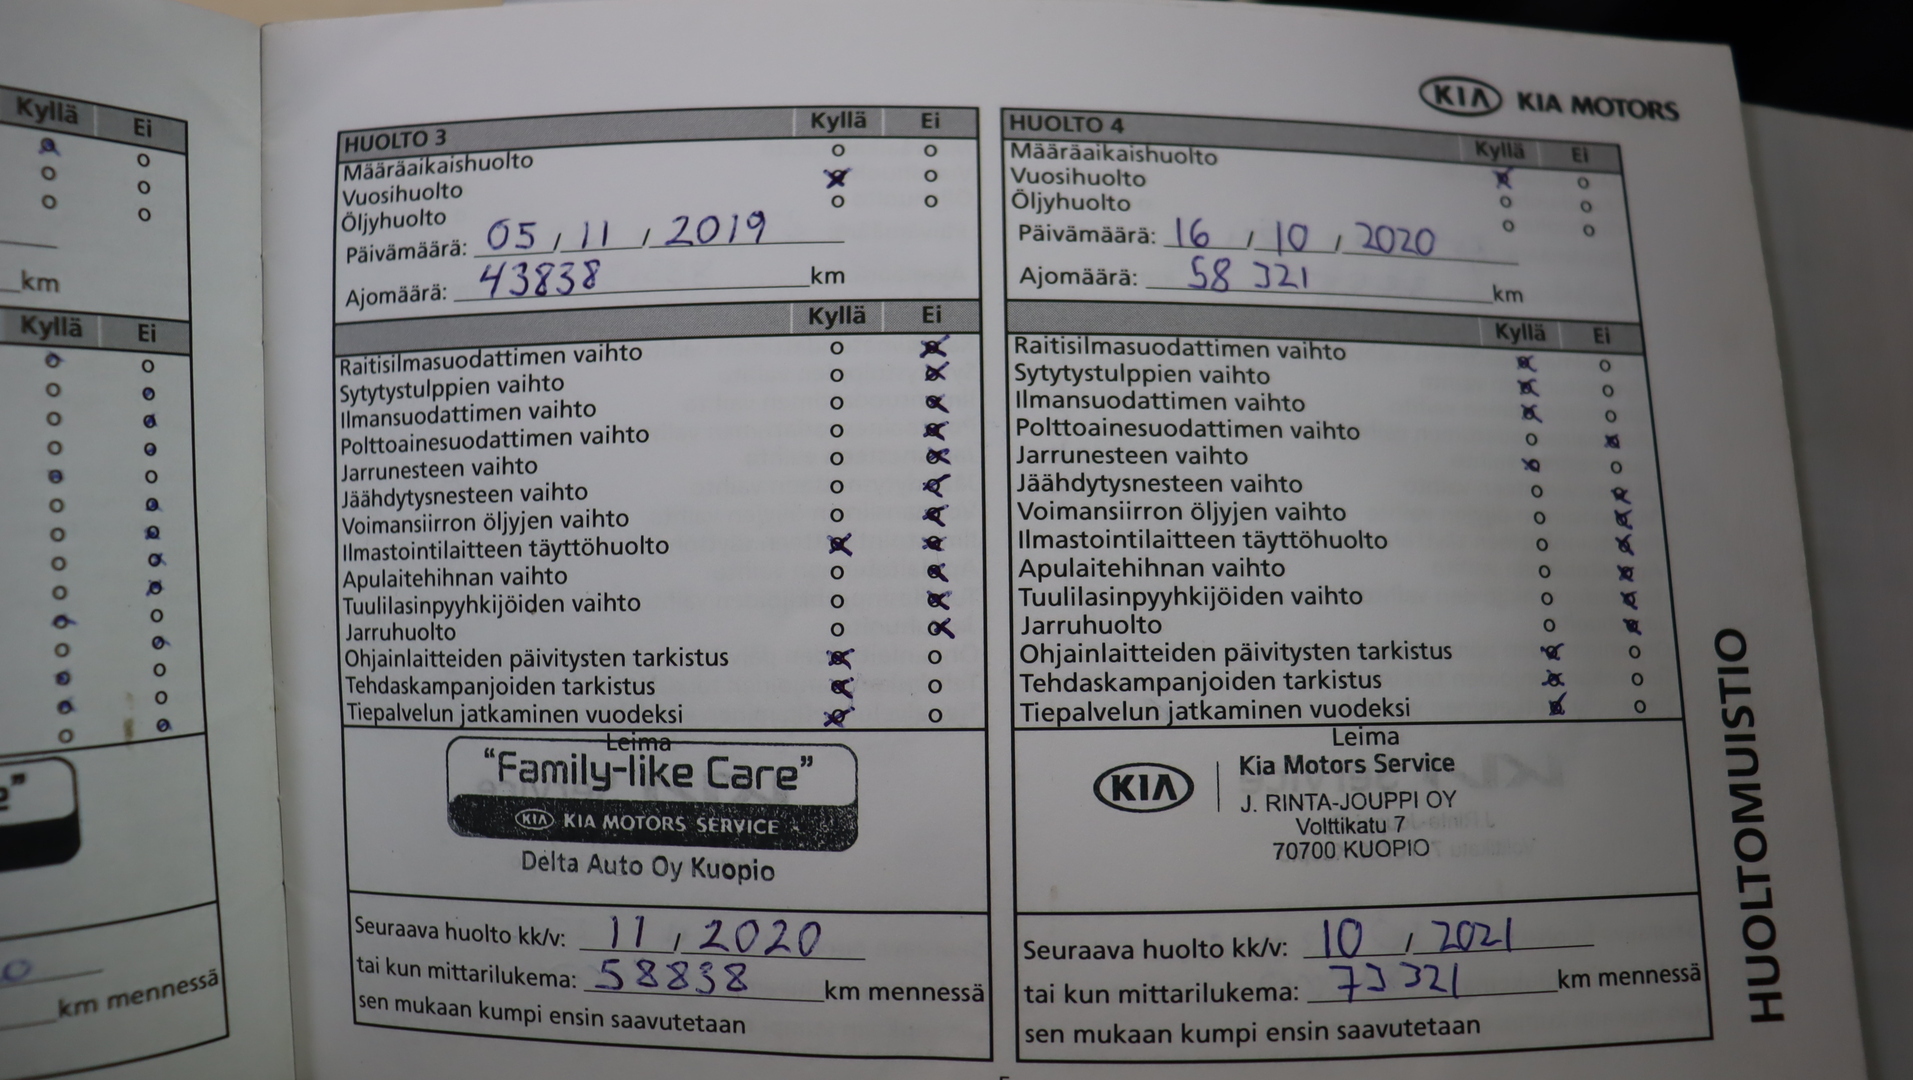 Kyllä Ei
km
Kyllä Ei
km mennessä
KIA KIA MOTORS
HUOLTO 3 Kyllä Ei
Määräaikaishuolto
Vuosihuolto
Öljyhuolto
Päivämäärä: 05 / 11 / 2019
Ajomäärä: 43838 km
Kyllä Ei
Raitisilmasuodattimen vaihto
Sytytystulppien vaihto
Ilmansuodattimen vaihto
Polttoainesuodattimen vaihto
Jarrunesteen vaihto
Jäähdytysnesteen vaihto
Voimansiirron öljyjen vaihto
Ilmastointilaitteen täyttöhuolto
Apulaitehihnan vaihto
Tuulilasinpyyhkijöiden vaihto
Jarruhuolto
Ohjainlaitteiden päivitysten tarkistus
Tehdaskampanjoiden tarkistus
Tiepalvelun jatkaminen vuodeksi
Leima
"Family-like Care"
KIA KIA MOTORS SERVICE
Delta Auto Oy Kuopio
Seuraava huolto kk/v: 11 / 2020
tai kun mittarilukema: 58838 km mennessä
sen mukaan kumpi ensin saavutetaan
HUOLTO 4 Kyllä Ei
Määräaikaishuolto
Vuosihuolto
Öljyhuolto
Päivämäärä: 16 / 10 / 2020
Ajomäärä: 58 321 km
Kyllä Ei
Raitisilmasuodattimen vaihto
Sytytystulppien vaihto
Ilmansuodattimen vaihto
Polttoainesuodattimen vaihto
Jarrunesteen vaihto
Jäähdytysnesteen vaihto
Voimansiirron öljyjen vaihto
Ilmastointilaitteen täyttöhuolto
Apulaitehihnan vaihto
Tuulilasinpyyhkijöiden vaihto
Jarruhuolto
Ohjainlaitteiden päivitysten tarkistus
Tehdaskampanjoiden tarkistus
Tiepalvelun jatkaminen vuodeksi
Leima
KIA Kia Motors Service
J. RINTA-JOUPPI OY
Volttikatu 7
70700 KUOPIO
Seuraava huolto kk/v: 10 / 2021
tai kun mittarilukema: 73321 km mennessä
sen mukaan kumpi ensin saavutetaan
HUOLTOMUISTIO